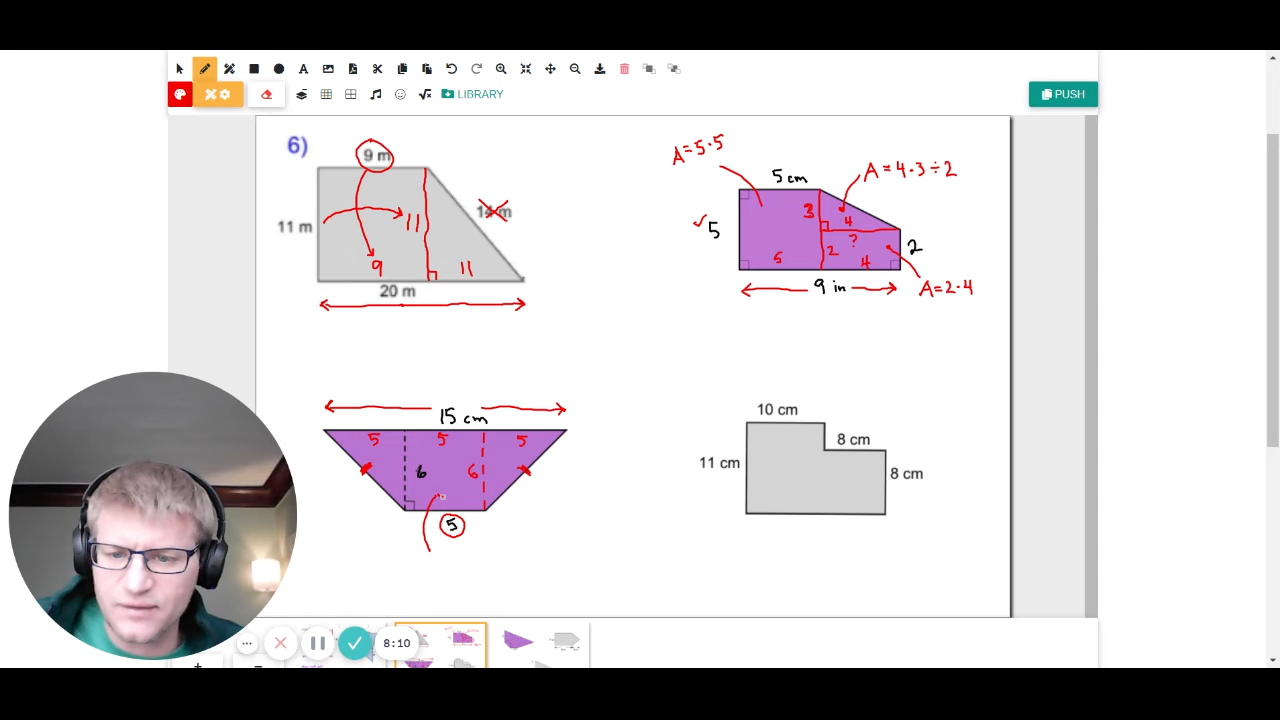 A
LIBRARY
PUSH
6)
9 m
11 m
11
14 m
9
11
20 m
A=5·5
5 cm
A=4·3÷2
5
3
4
?
2
2
5
4
9 in
A=2·4
15 cm
5
5
5
6
6
5
10 cm
8 cm
11 cm
8 cm
8:10